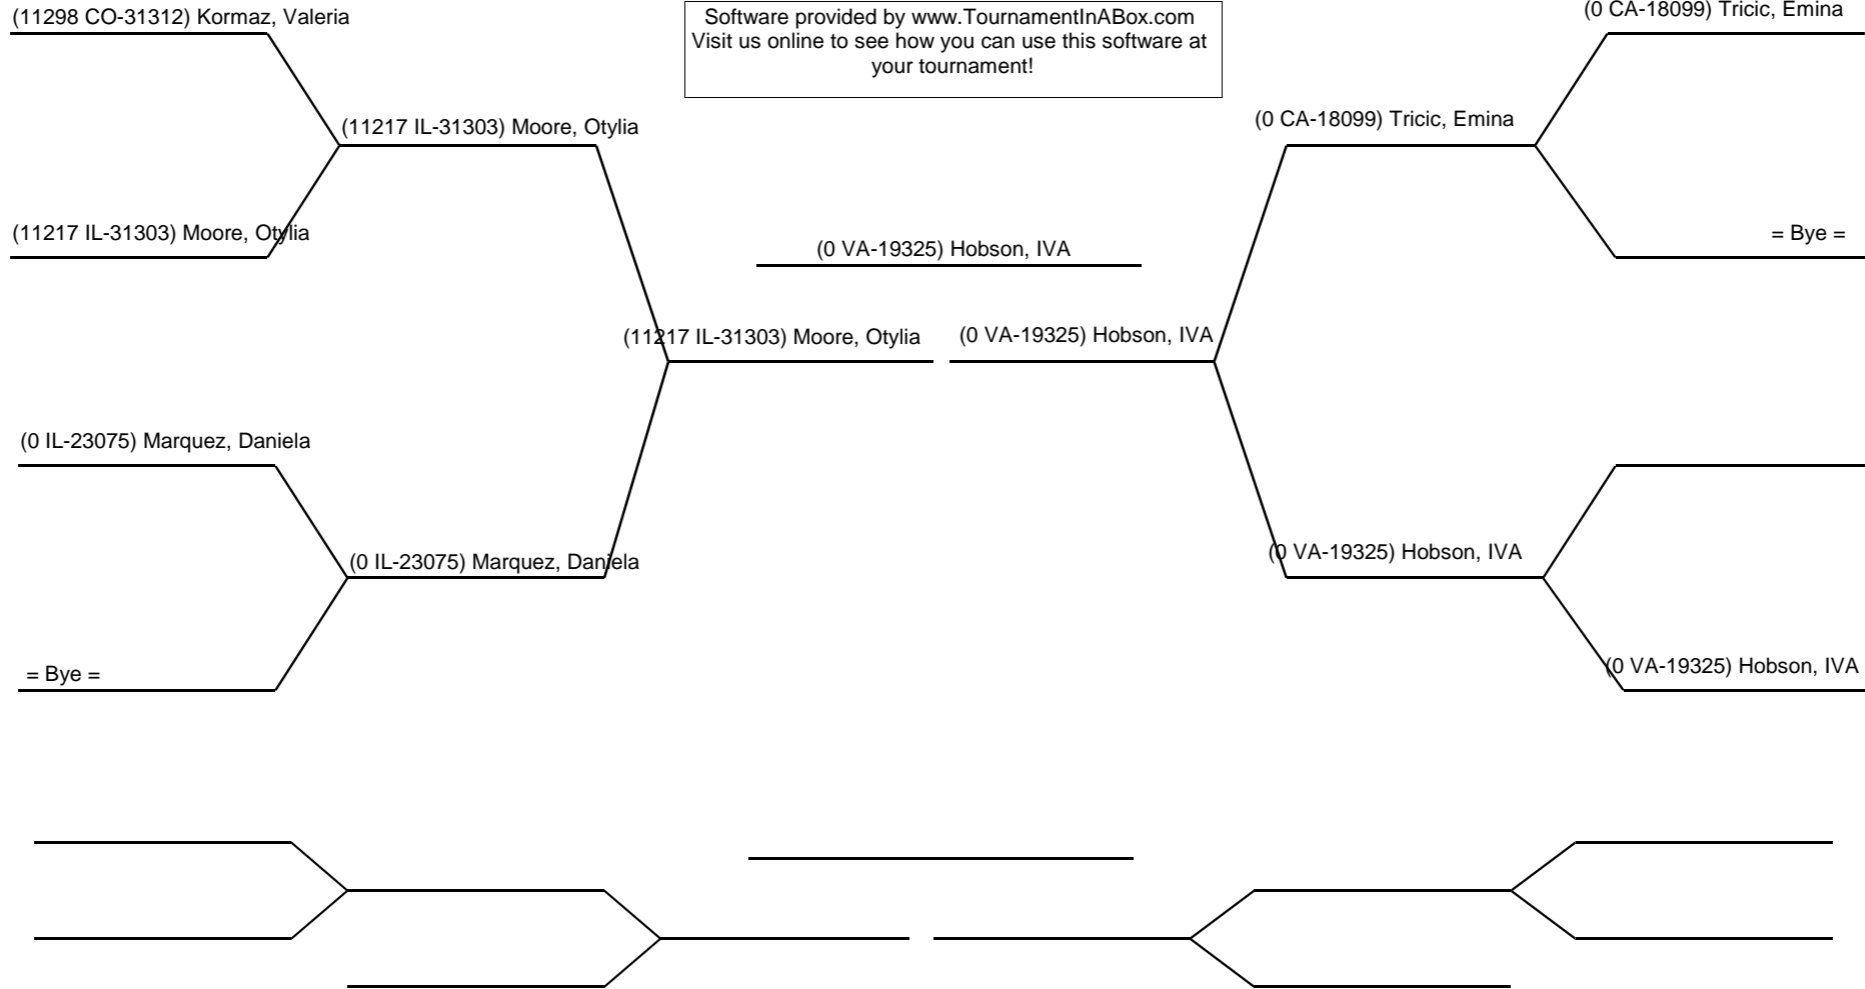 (11298 CO-31312) Kormaz, Valeria
Software provided by www.TournamentInABox.com
Visit us online to see how you can use this software at
your tournament!
(0 CA-18099) Tricic, Emina
(11217 IL-31303) Moore, Otylia
(0 CA-18099) Tricic, Emina
(11217 IL-31303) Moore, Otylia
(0 VA-19325) Hobson, IVA
= Bye =
(11217 IL-31303) Moore, Otylia
(0 VA-19325) Hobson, IVA
(0 IL-23075) Marquez, Daniela
(0 IL-23075) Marquez, Daniela
(0 VA-19325) Hobson, IVA
= Bye =
(0 VA-19325) Hobson, IVA